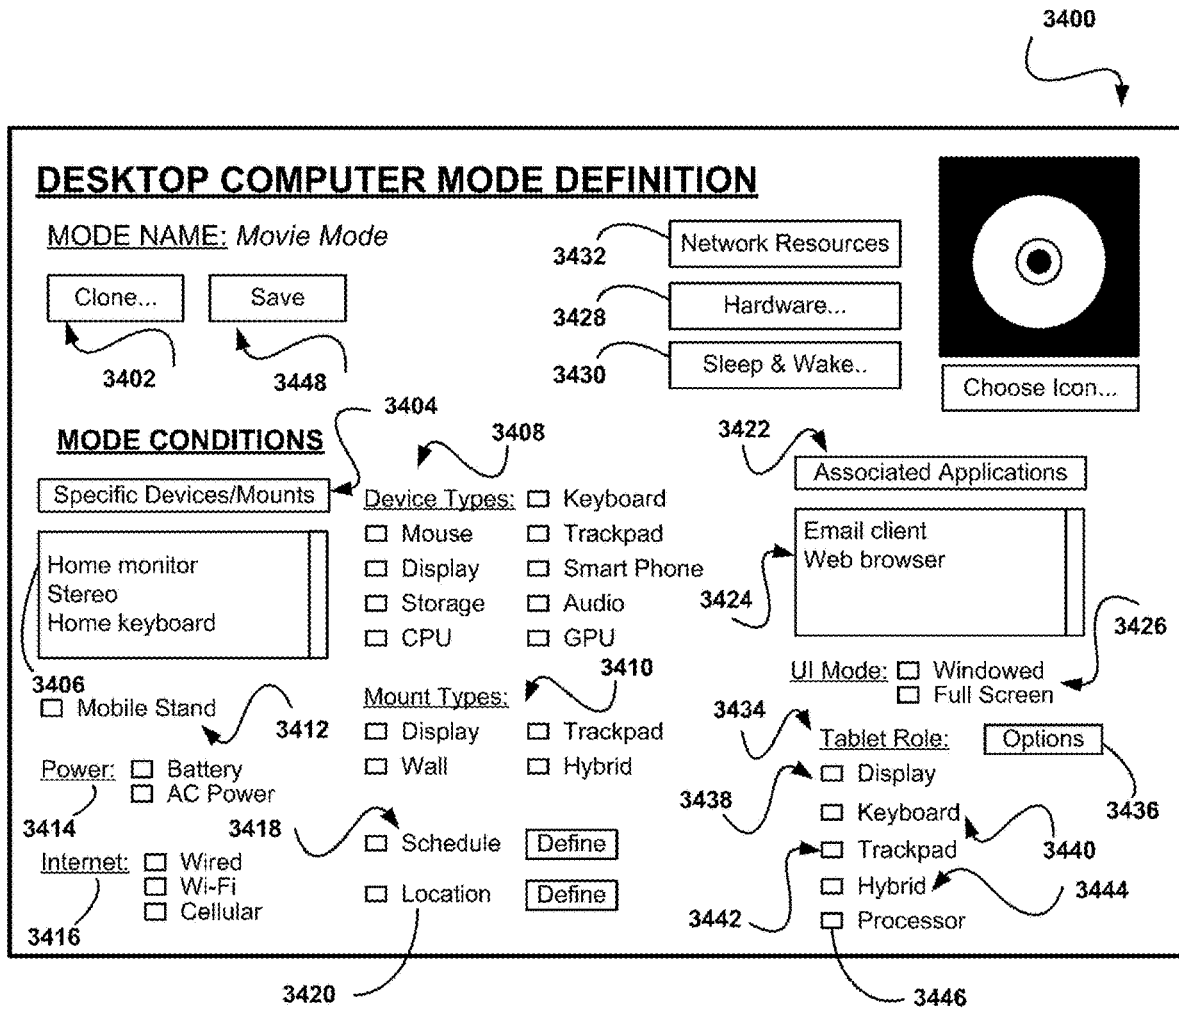 3400
DESKTOP COMPUTER MODE DEFINITION
MODE NAME: Movie Mode
Clone...
Save
3402
3448
3432
Network Resources
3428
Hardware...
3430
Sleep & Wake..
Choose Icon...
MODE CONDITIONS
3404
Specific Devices/Mounts
Home monitor
Stereo
Home keyboard
3406
Mobile Stand
3412
Power:
Battery
AC Power
3414
Internet:
Wired
Wi-Fi
Cellular
3416
3408
Device Types:
Keyboard
Mouse
Trackpad
Display
Smart Phone
Storage
Audio
CPU
GPU
3410
Mount Types:
Display
Trackpad
Wall
Hybrid
3418
Schedule
Define
Location
Define
3420
3422
Associated Applications
Email client
Web browser
3424
3426
UI Mode:
Windowed
Full Screen
3434
Tablet Role:
Options
3436
Display
3438
Keyboard
3440
Trackpad
3442
Hybrid
3444
Processor
3446